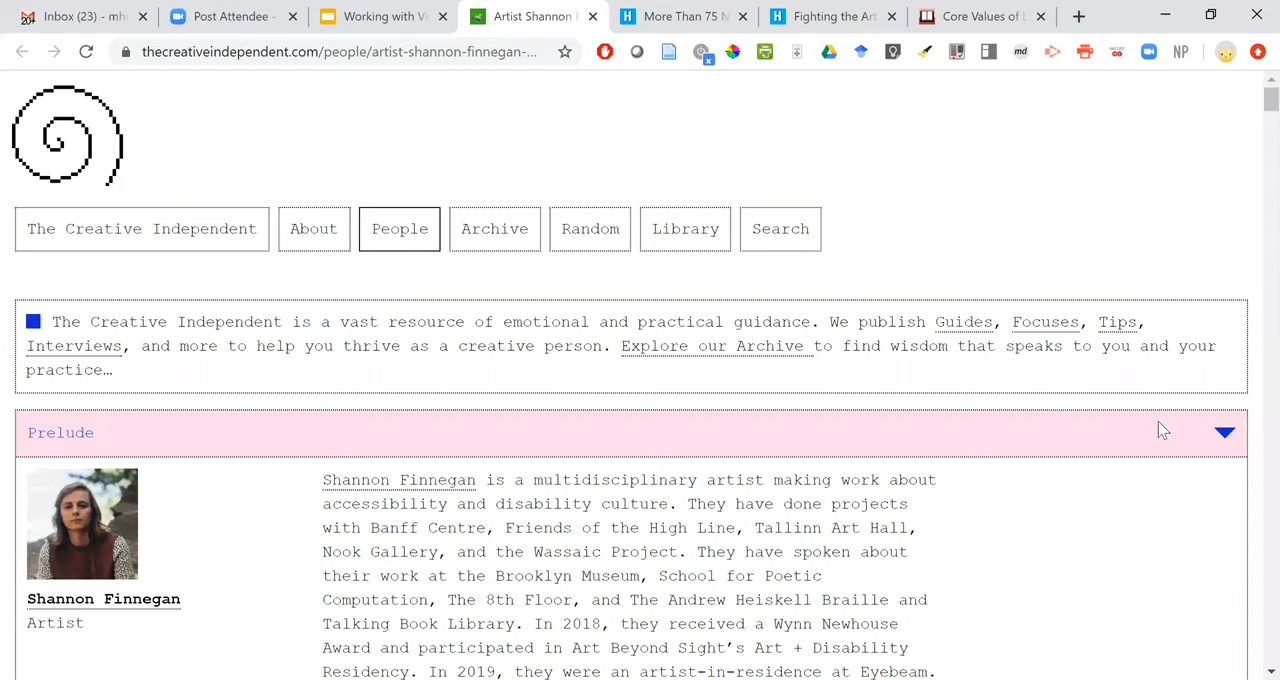 Inbox (23) - mh
Post Attendee -
Working with V
Artist Shannon F
More Than 75 N
Fighting the Art
Core Values of
thecreativeindependent.com/people/artist-shannon-finnegan-...
md
NP
The Creative Independent
About
People
Archive
Random
Library
Search
The Creative Independent is a vast resource of emotional and practical guidance. We publish Guides, Focuses, Tips,
Interviews, and more to help you thrive as a creative person. Explore our Archive to find wisdom that speaks to you and your
practice…
Prelude
Shannon Finnegan is a multidisciplinary artist making work about
accessibility and disability culture. They have done projects
with Banff Centre, Friends of the High Line, Tallinn Art Hall,
Nook Gallery, and the Wassaic Project. They have spoken about
their work at the Brooklyn Museum, School for Poetic
Computation, The 8th Floor, and The Andrew Heiskell Braille and
Talking Book Library. In 2018, they received a Wynn Newhouse
Award and participated in Art Beyond Sight's Art + Disability
Residency. In 2019, they were an artist-in-residence at Eyebeam.
Shannon Finnegan
Artist